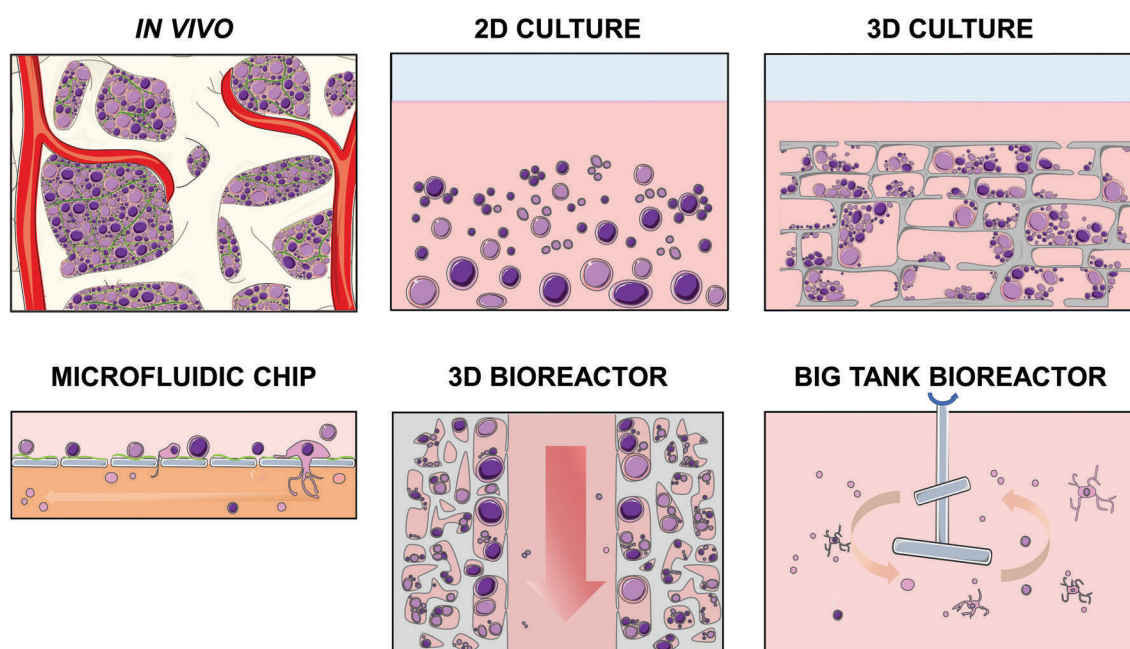 IN VIVO
2D CULTURE
3D CULTURE
MICROFLUIDIC CHIP
3D BIOREACTOR
BIG TANK BIOREACTOR